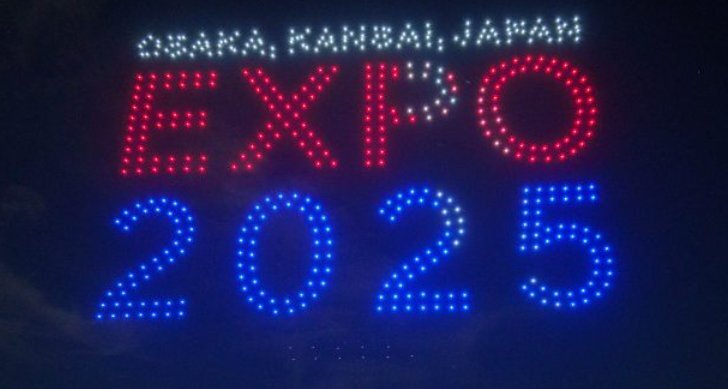 OSAKA, KANSAI, JAPAN
EXPO
2025